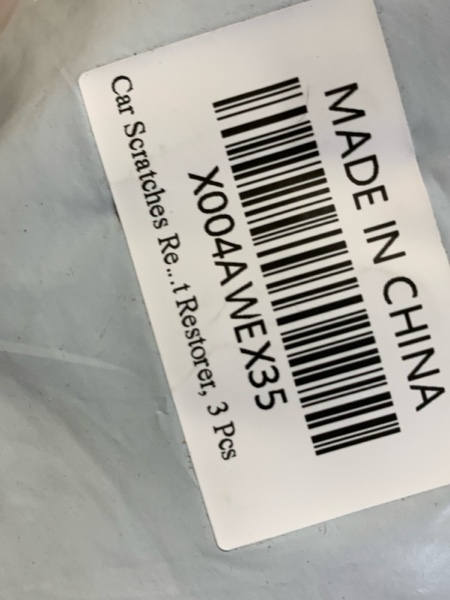 MADE IN CHINA
X004AWEX35
Car Scratches Re...t Restorer, 3 Pcs